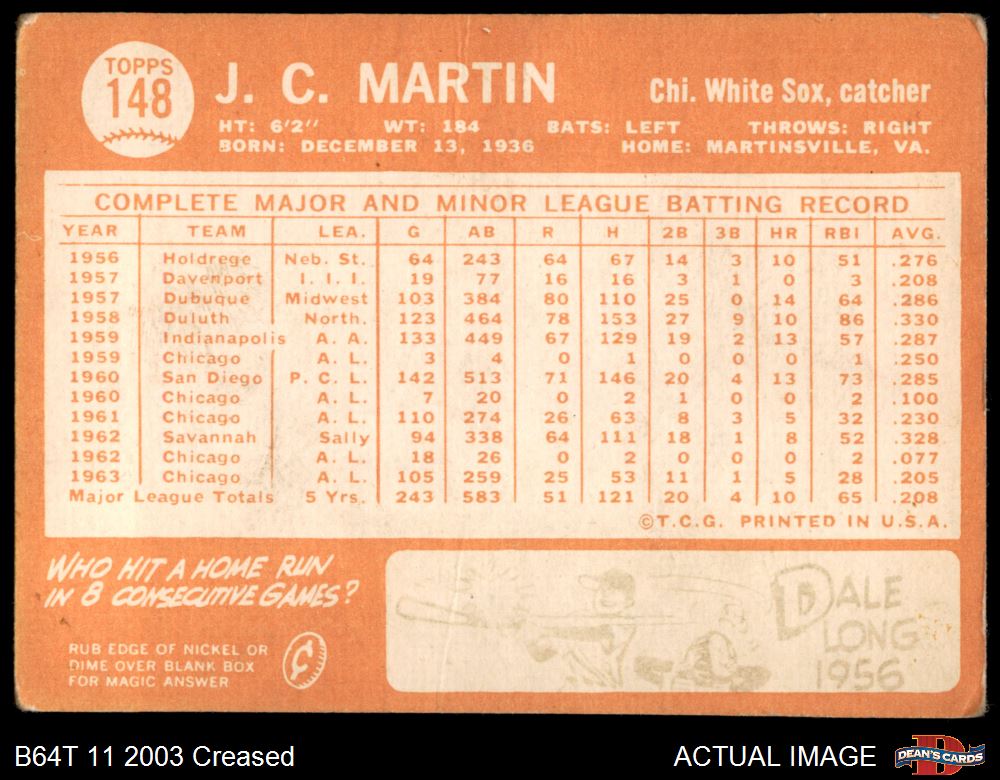 TOPPS
148
J. C. MARTIN
Chi. White Sox, catcher
HT: 6'2" WT: 184 BATS: LEFT THROWS: RIGHT
BORN: DECEMBER 13, 1936 HOME: MARTINSVILLE, VA.
COMPLETE MAJOR AND MINOR LEAGUE BATTING RECORD
YEAR TEAM LEA. G AB R H 2B 3B HR RBI AVG.
1956 Holdrege Neb. St. 64 243 64 67 14 3 10 51 .276
1957 Davenport I. I. I. 19 77 16 16 3 1 0 3 .208
1957 Dubuque Midwest 103 384 80 110 25 0 14 64 .286
1958 Duluth North. 123 464 78 153 27 9 10 86 .330
1959 Indianapolis A. A. 133 449 67 129 19 2 13 57 .287
1959 Chicago A. L. 3 4 0 1 0 0 0 1 .250
1960 San Diego P. C. L. 142 513 71 146 20 4 13 73 .285
1960 Chicago A. L. 7 20 0 2 1 0 0 2 .100
1961 Chicago A. L. 110 274 26 63 8 3 5 32 .230
1962 Savannah Sally 94 338 64 111 18 1 8 52 .328
1962 Chicago A. L. 18 26 0 2 0 0 0 2 .077
1963 Chicago A. L. 105 259 25 53 11 1 5 28 .205
Major League Totals 5 Yrs. 243 583 51 121 20 4 10 65 .208
©T.C.G. PRINTED IN U.S.A.
WHO HIT A HOME RUN
IN 8 CONSECUTIVE GAMES?
RUB EDGE OF NICKEL OR
DIME OVER BLANK BOX
FOR MAGIC ANSWER
¢
DALE
LONG
1956
B64T 11 2003 Creased
ACTUAL IMAGE
DEAN'S CARDS